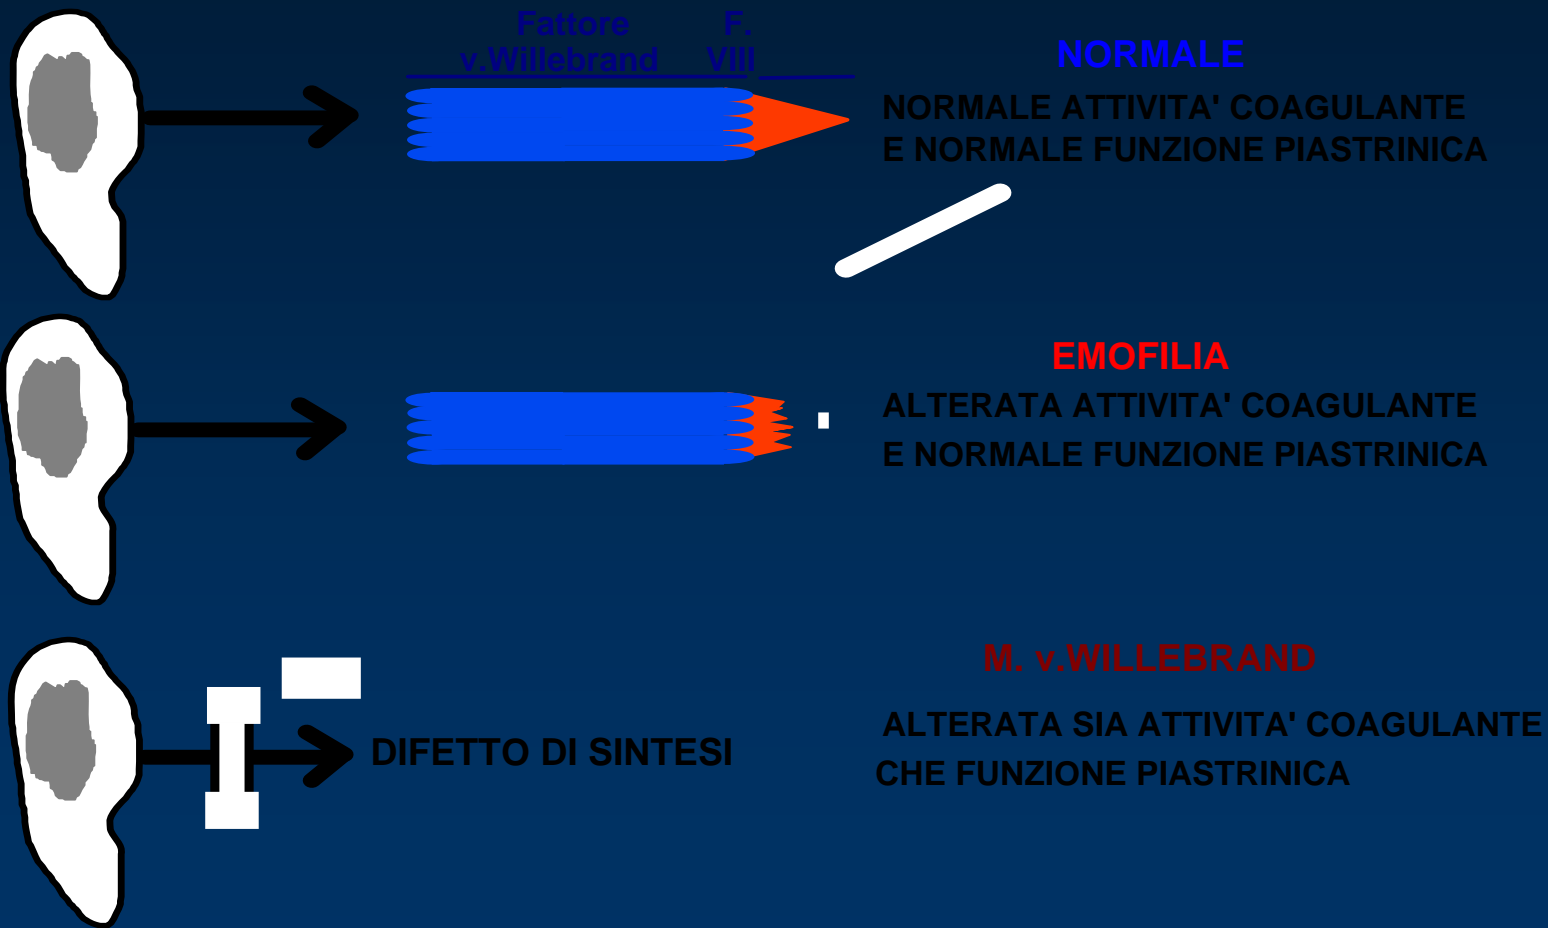 Fattore F.
v.Willebrand VIII
NORMALE
NORMALE ATTIVITA' COAGULANTE
E NORMALE FUNZIONE PIASTRINICA
EMOFILIA
ALTERATA ATTIVITA' COAGULANTE
E NORMALE FUNZIONE PIASTRINICA
M. v.WILLEBRAND
DIFETTO DI SINTESI
ALTERATA SIA ATTIVITA' COAGULANTE
CHE FUNZIONE PIASTRINICA